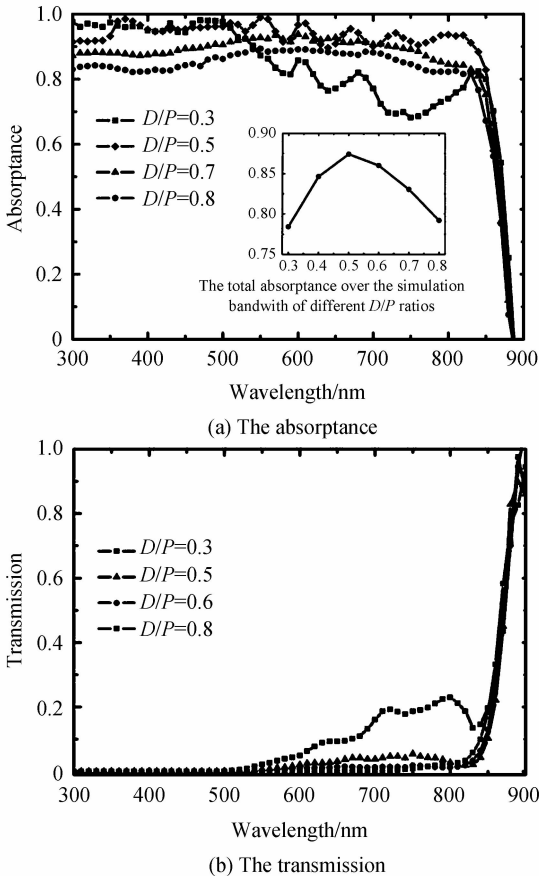 1.0
0.8
0.6
0.4
0.2
0
Absorptance
D/P=0.3
D/P=0.5
D/P=0.7
D/P=0.8
0.90
0.85
0.80
0.75
0.3 0.4 0.5 0.6 0.7 0.8
The total absorptance over the simulation
bandwith of different D/P ratios
300 400 500 600 700 800 900
Wavelength/nm
(a) The absorptance
1.0
0.8
0.6
0.4
0.2
0
Transmission
D/P=0.3
D/P=0.5
D/P=0.6
D/P=0.8
300 400 500 600 700 800 900
Wavelength/nm
(b) The transmission